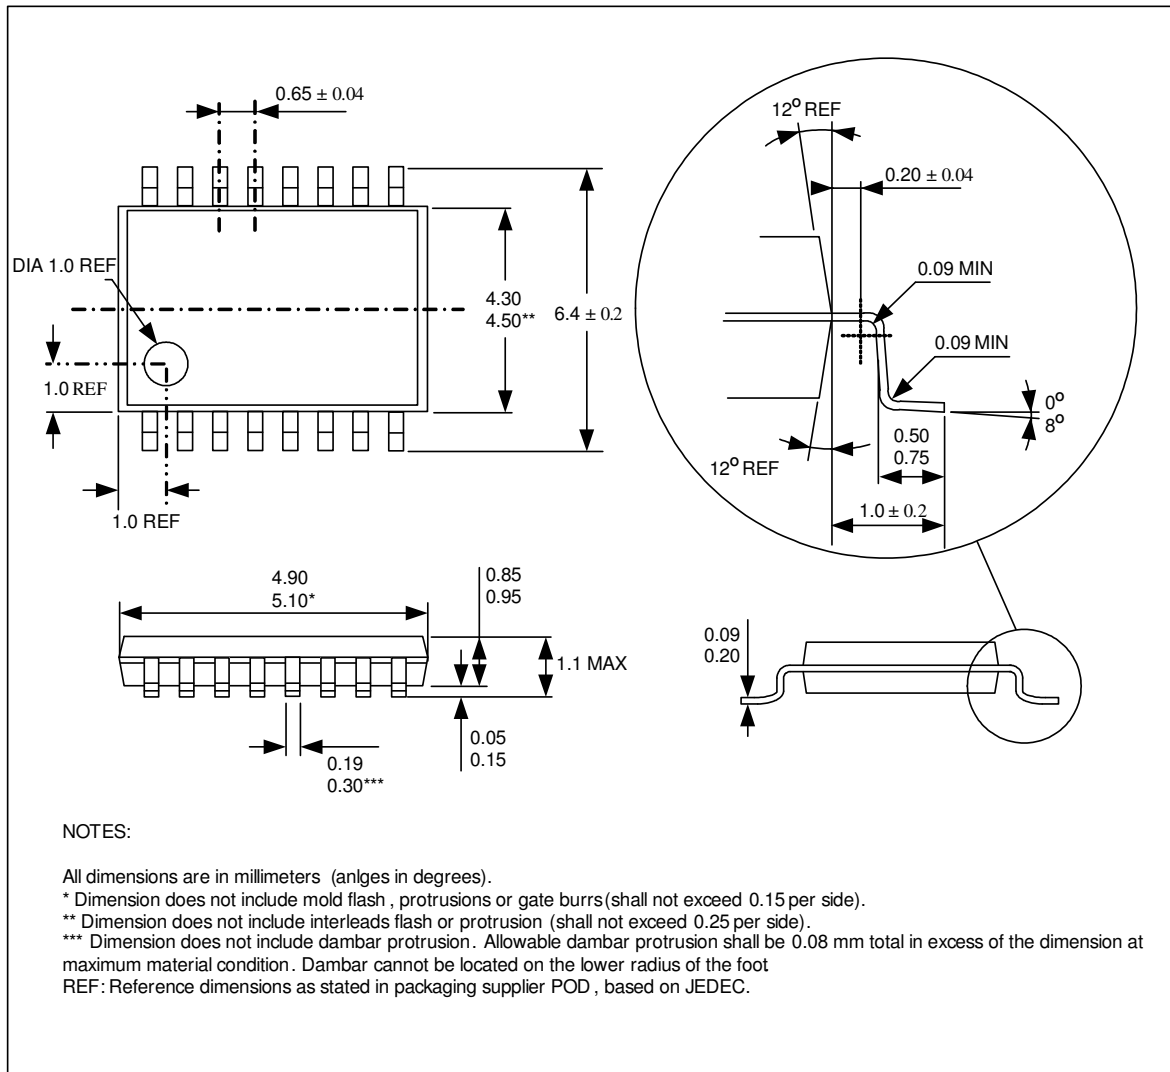 0.65 ± 0.04
DIA 1.0 REF
4.30
4.50**
6.4 ± 0.2
1.0 REF
1.0 REF
12° REF
0.20 ± 0.04
0.09 MIN
0.09 MIN
0°
8°
0.50
0.75
12° REF
1.0 ± 0.2
4.90
5.10*
0.85
0.95
1.1 MAX
0.05
0.15
0.19
0.30***
0.09
0.20
NOTES:
All dimensions are in millimeters (anlges in degrees).
* Dimension does not include mold flash, protrusions or gate burrs (shall not exceed 0.15 per side).
** Dimension does not include interleads flash or protrusion (shall not exceed 0.25 per side).
*** Dimension does not include dambar protrusion. Allowable dambar protrusion shall be 0.08 mm total in excess of the dimension at
maximum material condition. Dambar cannot be located on the lower radius of the foot
REF: Reference dimensions as stated in packaging supplier POD, based on JEDEC.